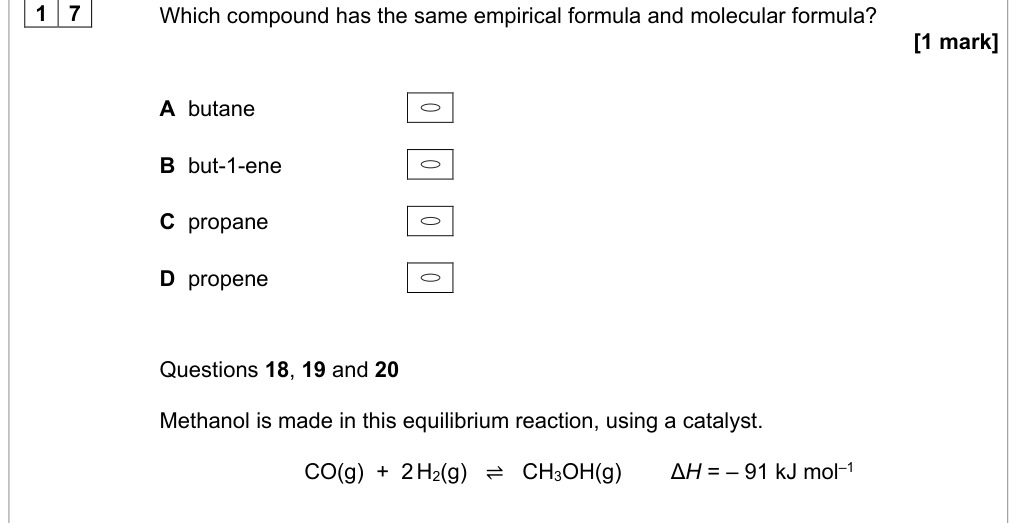 1 7 Which compound has the same empirical formula and molecular formula?
[1 mark]
A butane
B but-1-ene
C propane
D propene
Questions 18, 19 and 20
Methanol is made in this equilibrium reaction, using a catalyst.
CO(g) + 2H₂(g) ⇌ CH₃OH(g) ΔH = – 91 kJ mol⁻¹